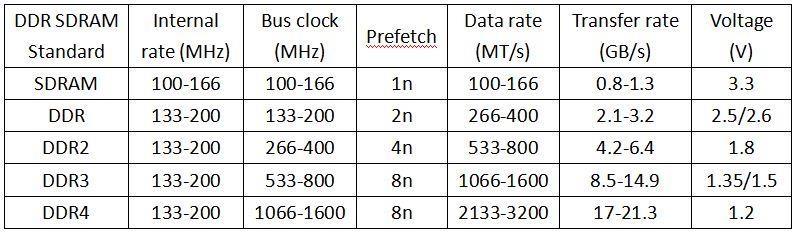 DDR SDRAM Standard Internal rate (MHz) Bus clock (MHz) Prefetch Data rate (MT/s) Transfer rate (GB/s) Voltage (V)
SDRAM 100-166 100-166 1n 100-166 0.8-1.3 3.3
DDR 133-200 133-200 2n 266-400 2.1-3.2 2.5/2.6
DDR2 133-200 266-400 4n 533-800 4.2-6.4 1.8
DDR3 133-200 533-800 8n 1066-1600 8.5-14.9 1.35/1.5
DDR4 133-200 1066-1600 8n 2133-3200 17-21.3 1.2